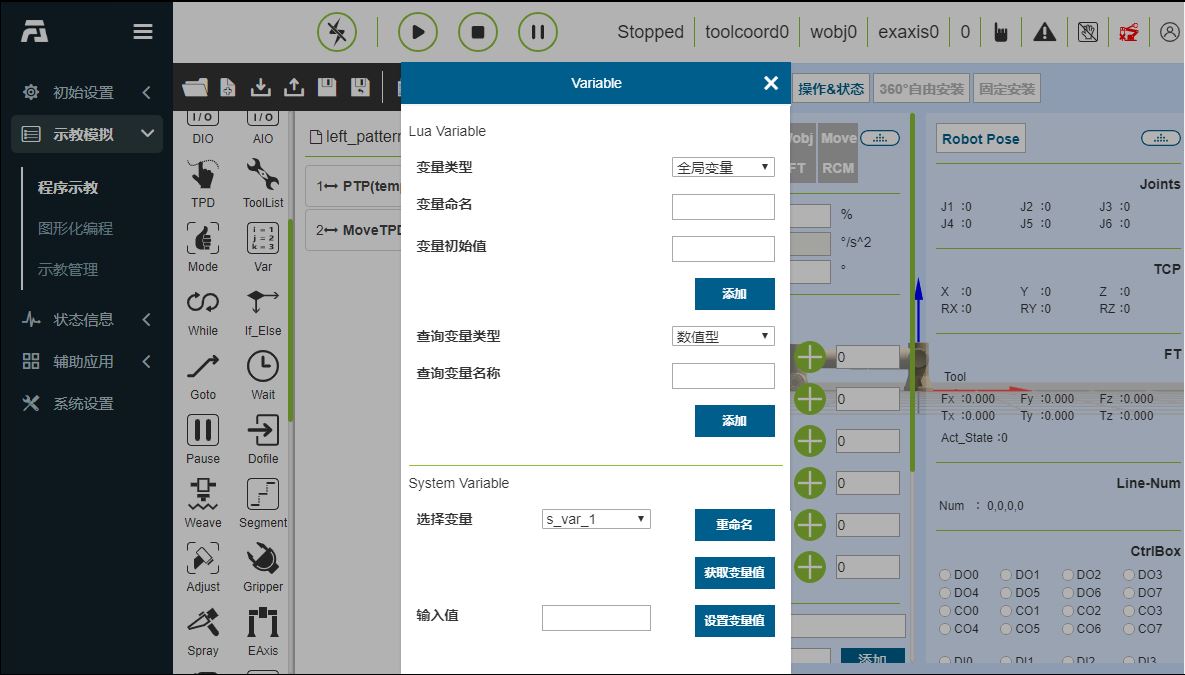 Stopped
toolcoord0
wobj0
exaxis0
0
初始设置
示教模拟
程序示教
图形化编程
示教管理
状态信息
辅助应用
系统设置
I/O
I/O
DIO
AIO
TPD
ToolList
i = 1
j = 2
k = 3
Mode
Var
While
If_Else
Goto
Wait
Pause
Dofile
Weave
Segment
Adjust
Gripper
Spray
EAxis
left_pattern
1 PTP(temp
2 MoveTPD
Variable
Lua Variable
变量类型
全局变量
变量命名
变量初始值
添加
查询变量类型
数值型
查询变量名称
添加
System Variable
选择变量
s_var_1
重命名
获取变量值
输入值
设置变量值
操作&状态
360°自由安装
固定安装
obj
Move
FT
RCM
%
°/s^2
°
0
0
0
0
0
0
添加
Robot Pose
Joints
J1 :0
J2 :0
J3 :0
J4 :0
J5 :0
J6 :0
TCP
X :0
Y :0
Z :0
RX :0
RY :0
RZ :0
FT
Tool
Fx :0.000
Fy :0.000
Fz :0.000
Tx :0.000
Ty :0.000
Tz :0.000
Act_State :0
Line-Num
Num : 0,0,0,0
CtrlBox
DO0
DO1
DO2
DO3
DO4
DO5
DO6
DO7
CO0
CO1
CO2
CO3
CO4
CO5
CO6
CO7
DI0
DI1
DI2
DI3